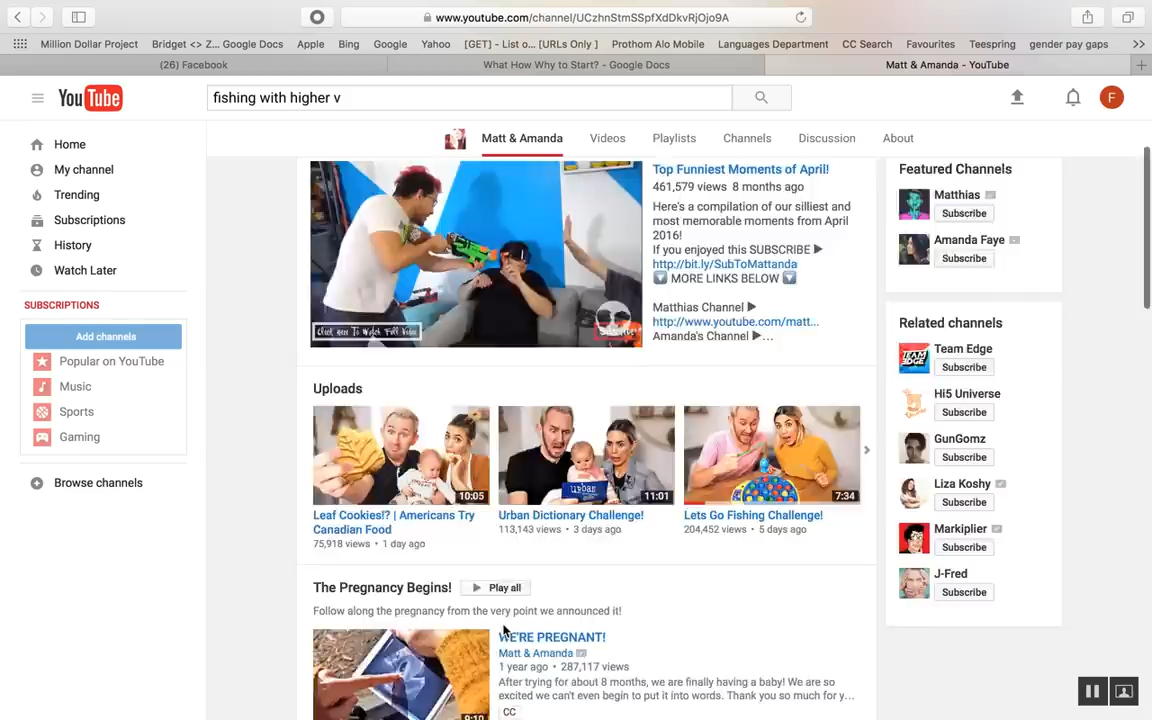 www.youtube.com/channel/UCzhnStmSSpfXdDkvRjOjo9A
Million Dollar Project Bridget <> Z... Google Docs Apple Bing Google Yahoo [GET] - List o... [URLs Only ] Prothom Alo Mobile Languages Department CC Search Favourites Teespring gender pay gaps >>
(26) Facebook What How Why to Start? - Google Docs Matt & Amanda - YouTube
YouTube fishing with higher v F
Matt & Amanda Videos Playlists Channels Discussion About
Home
My channel
Trending
Subscriptions
History
Watch Later
SUBSCRIPTIONS
Add channels
Popular on YouTube
Music
Sports
Gaming
Browse channels
Click Here To Watch Full Video
Top Funniest Moments of April!
461,579 views 8 months ago
Here's a compilation of our silliest and
most memorable moments from April
2016!
If you enjoyed this SUBSCRIBE ▶
http://bit.ly/SubToMattanda
🔽 MORE LINKS BELOW 🔽
Matthias Channel ▶
http://www.youtube.com/matt...
Amanda's Channel ▶...
Uploads
10:05
Leaf Cookies!? | Americans Try
Canadian Food
75,918 views • 1 day ago
URBAN
11:01
Urban Dictionary Challenge!
113,143 views • 3 days ago
7:34
Lets Go Fishing Challenge!
204,452 views • 5 days ago
The Pregnancy Begins! Play all
Follow along the pregnancy from the very point we announced it!
9:10
WE'RE PREGNANT!
Matt & Amanda
1 year ago • 287,117 views
After trying for about 8 months, we are finally having a baby! We are so
excited we can't even begin to put it into words. Thank you so much for y...
CC
Featured Channels
Matthias
Subscribe
Amanda Faye
Subscribe
Related channels
TEAM EDGE
Team Edge
Subscribe
Hi5 Universe
Subscribe
GunGomz
Subscribe
Liza Koshy
Subscribe
Markiplier
Subscribe
J-Fred
Subscribe